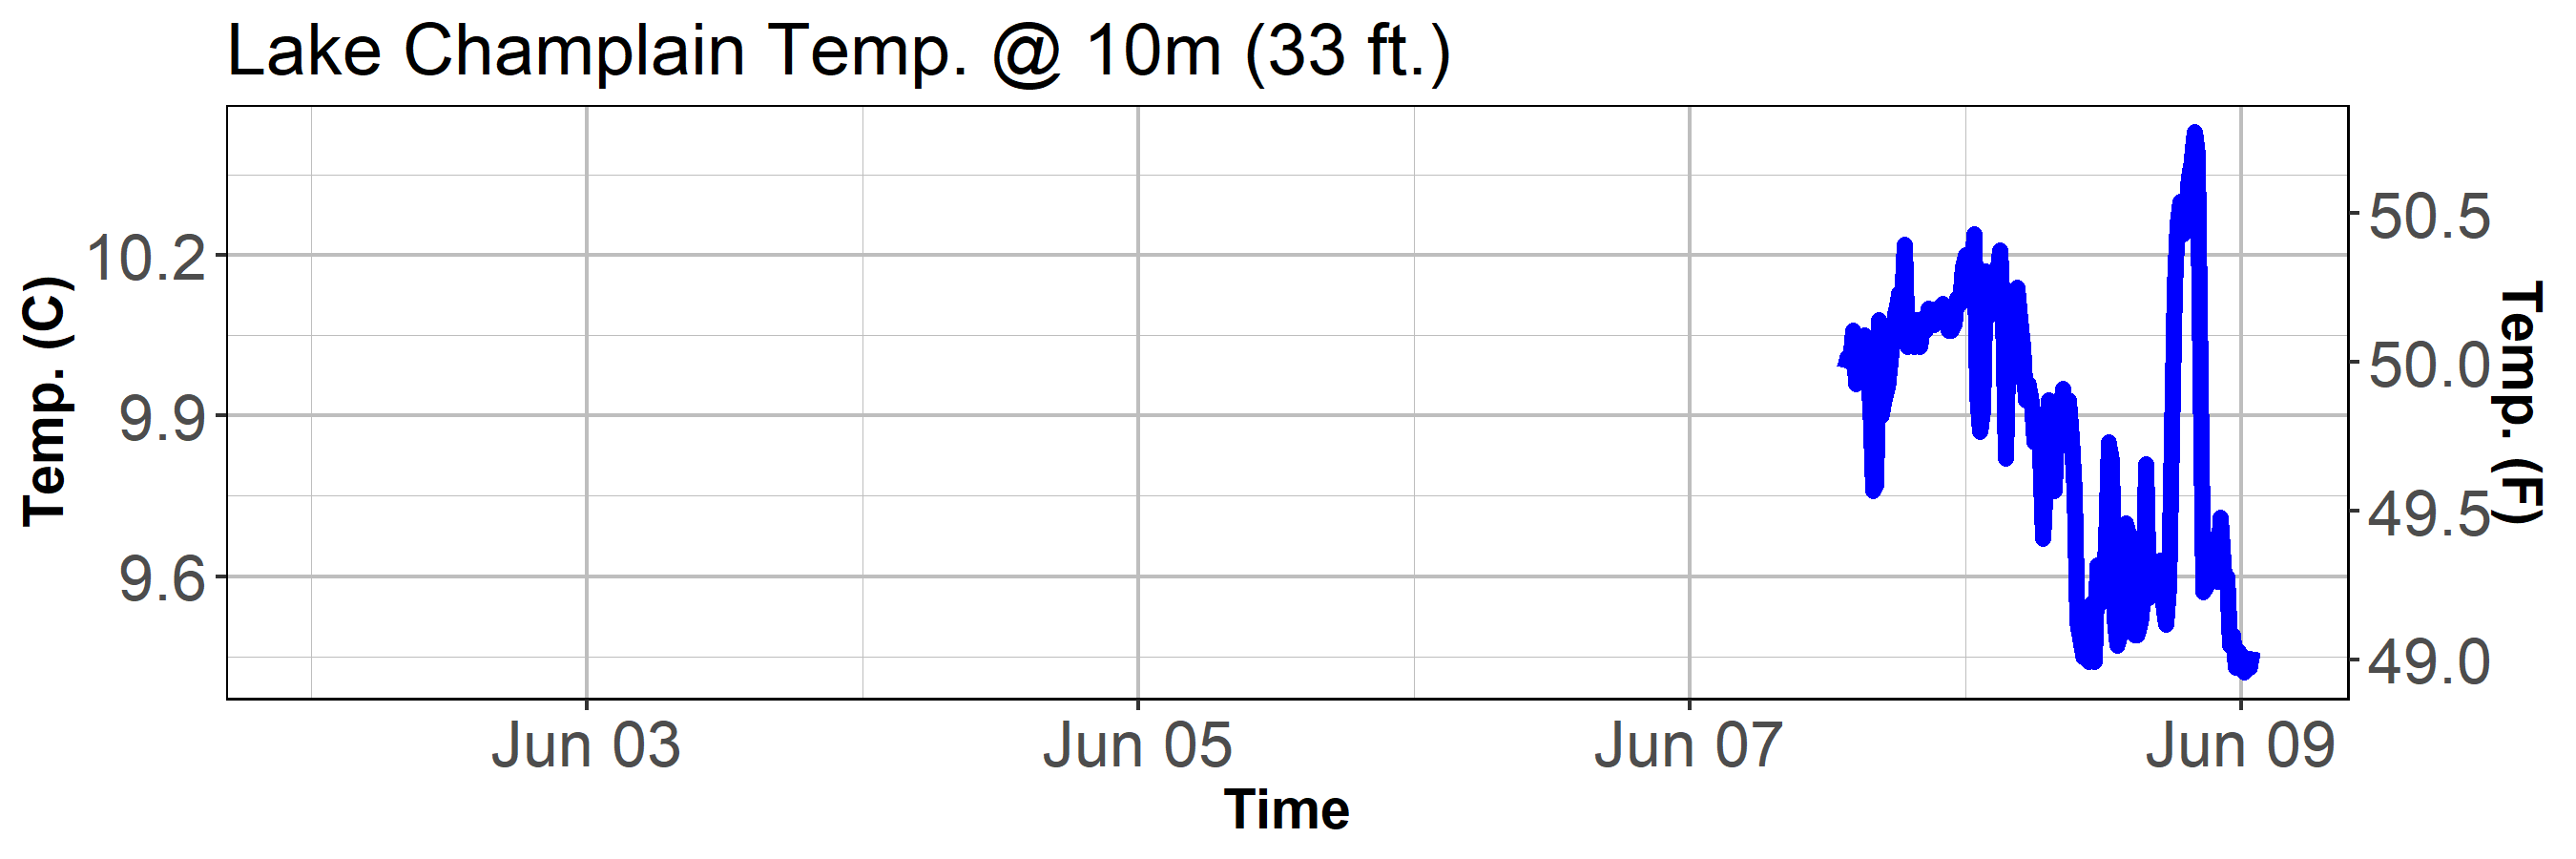 Lake Champlain Temp. @ 10m (33 ft.)
Temp. (C)
10.2
9.9
9.6
50.5
50.0
49.5
49.0
Temp. (F)
Jun 03 Jun 05 Jun 07 Jun 09
Time